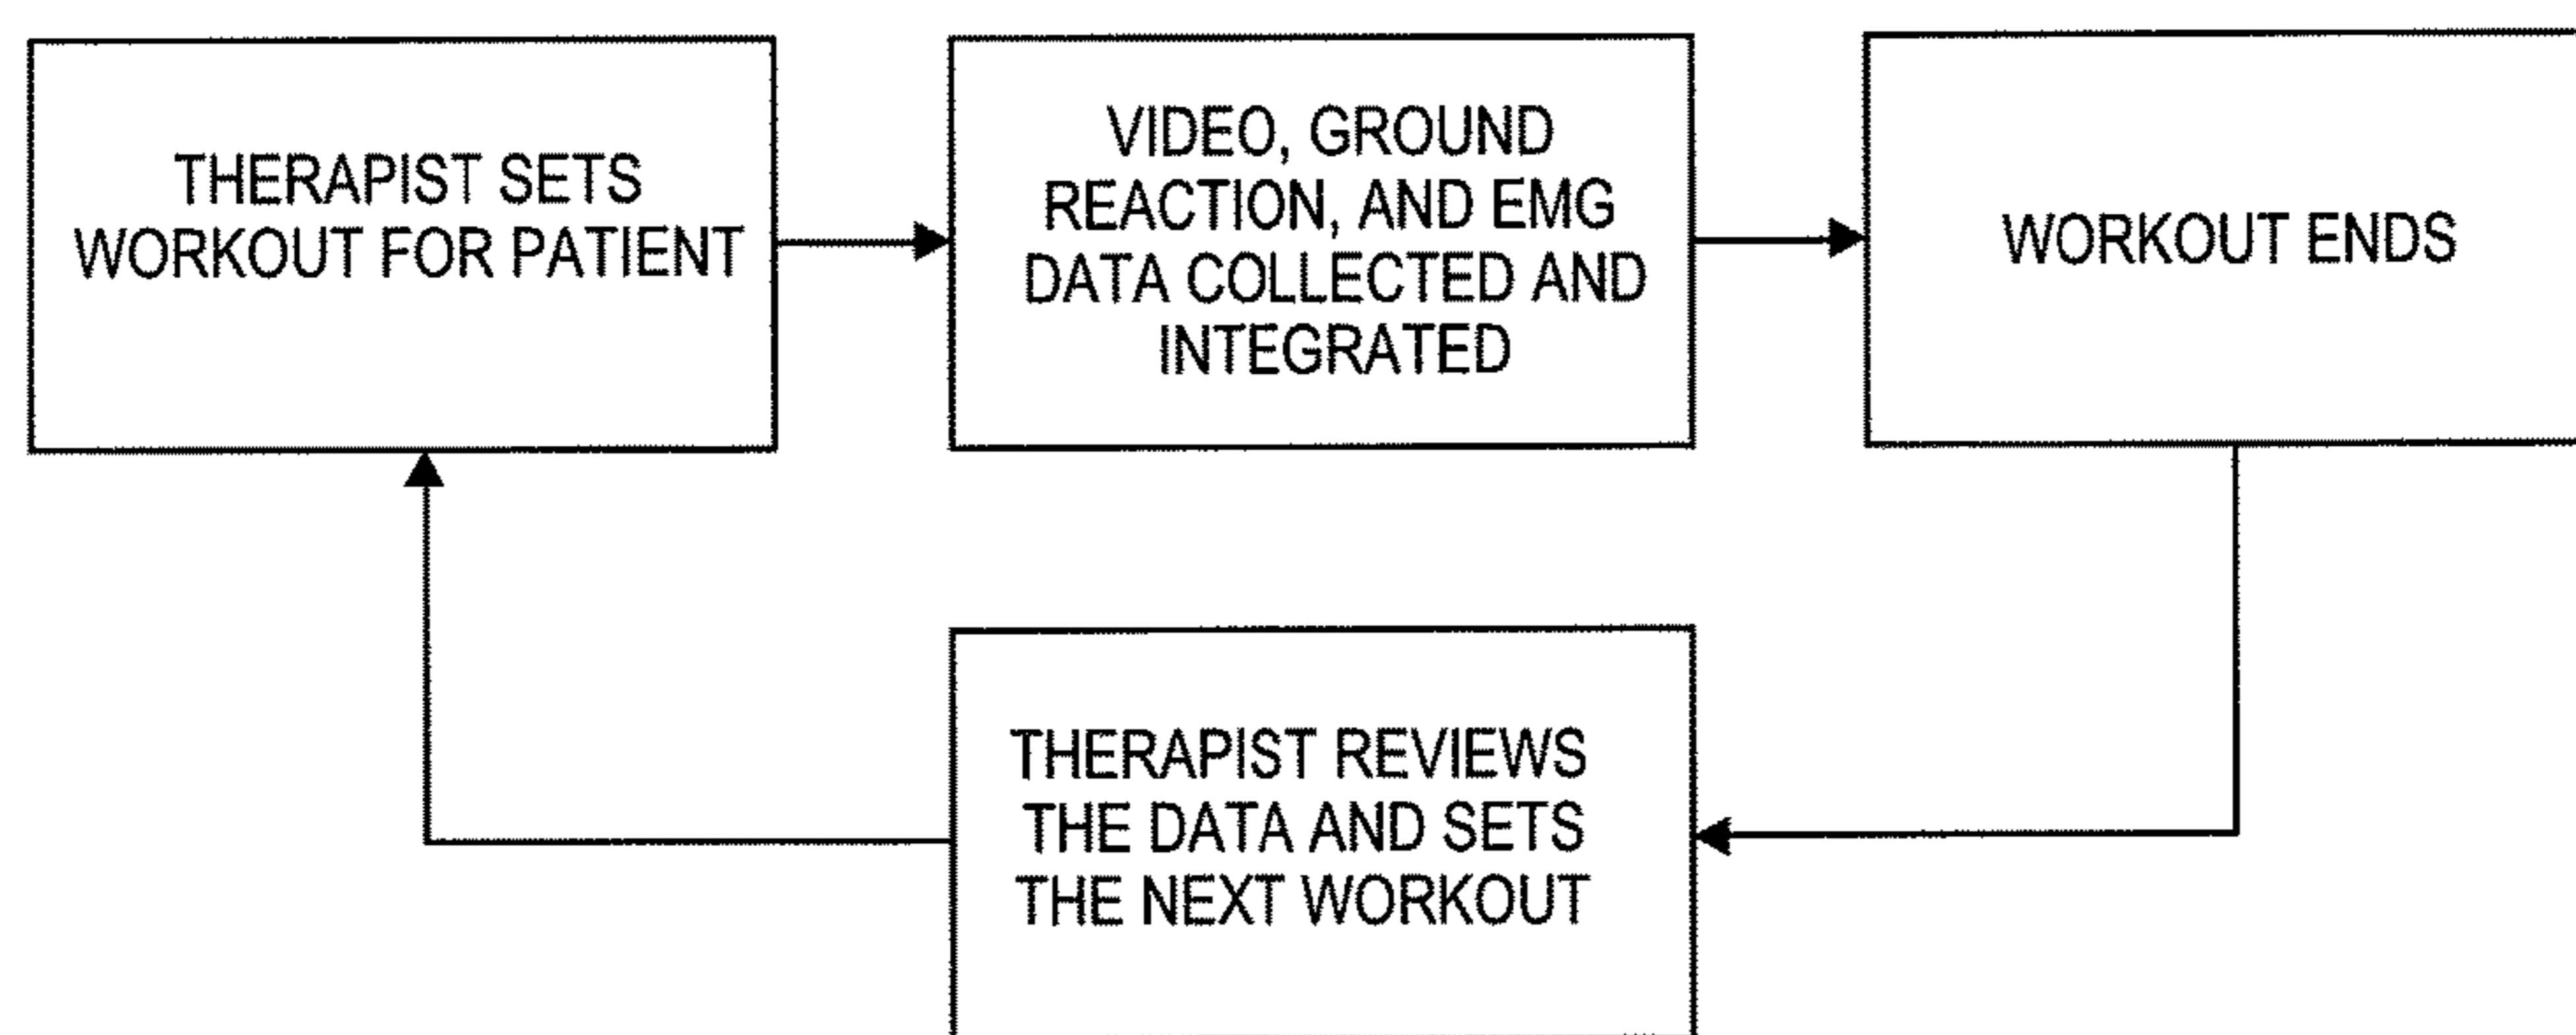 THERAPIST SETS
WORKOUT FOR PATIENT
VIDEO, GROUND
REACTION, AND EMG
DATA COLLECTED AND
INTEGRATED
WORKOUT ENDS
THERAPIST REVIEWS
THE DATA AND SETS
THE NEXT WORKOUT